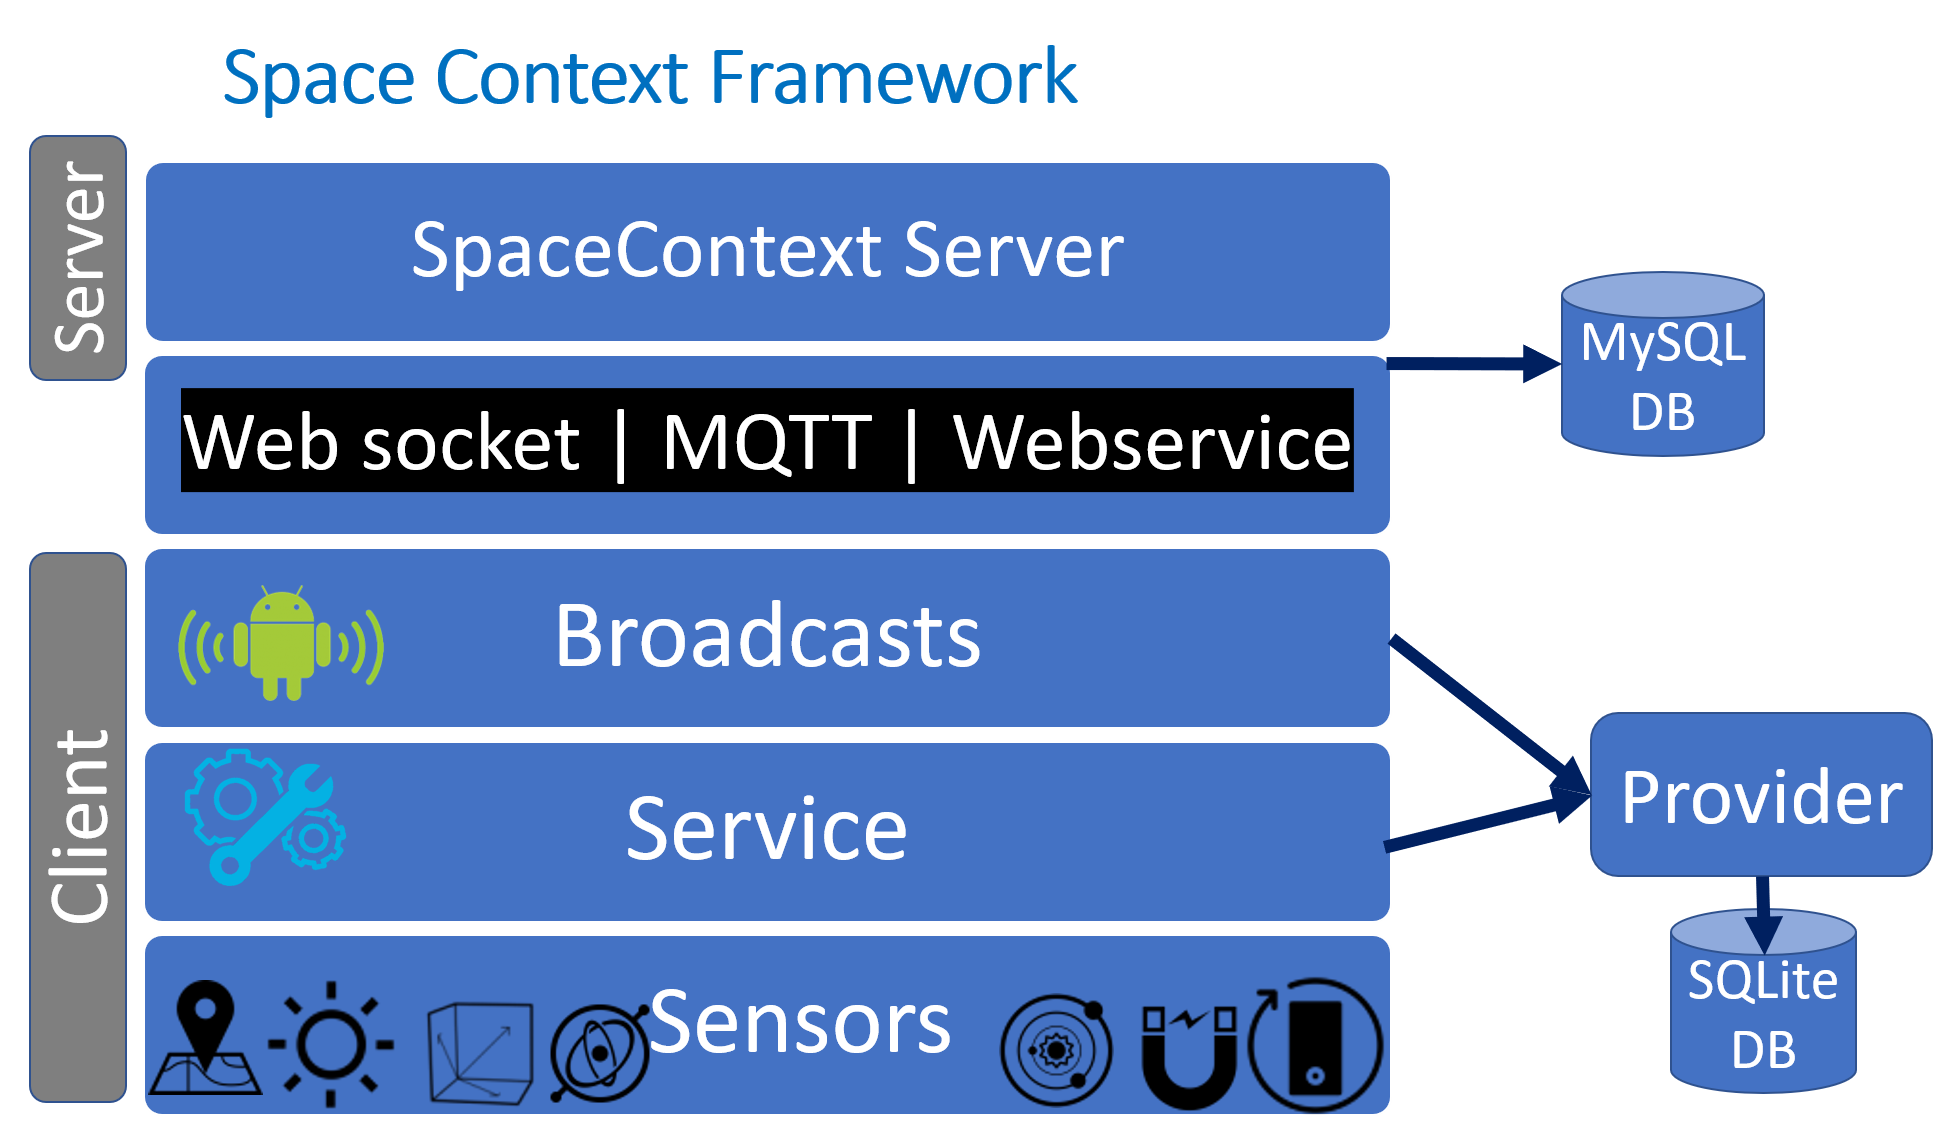 Space Context Framework
Server
SpaceContext Server
MySQL
DB
Web socket | MQTT | Webservice
Client
Broadcasts
Service
Provider
Sensors
SQLite
DB